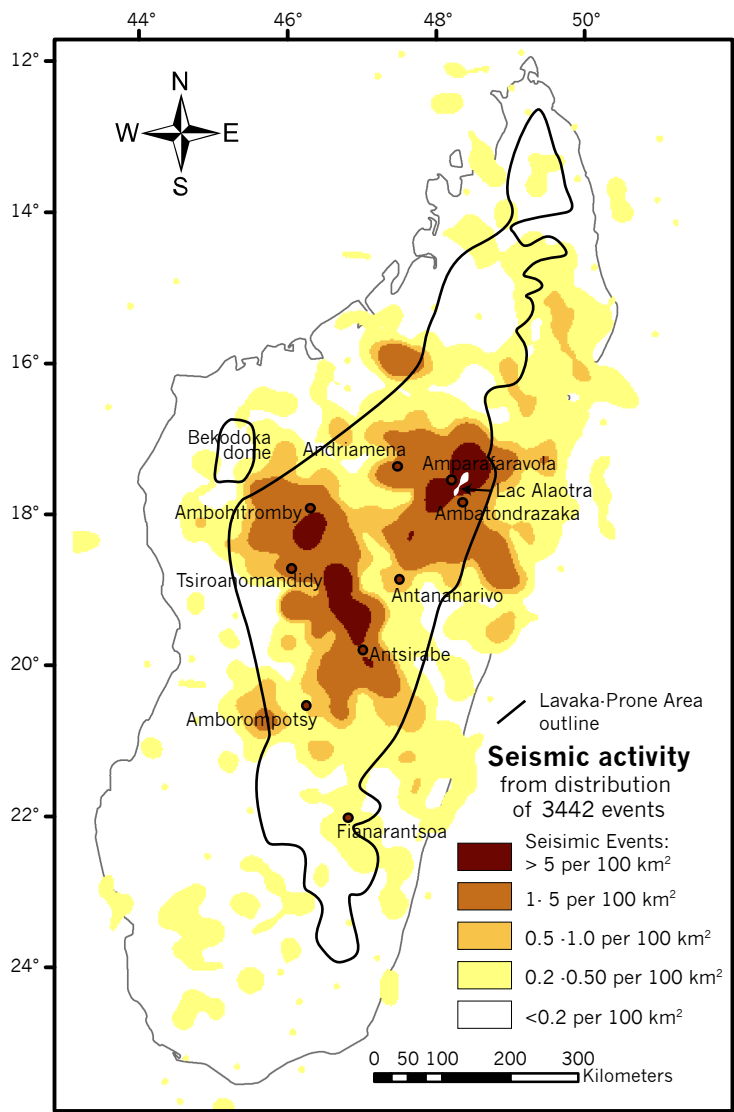 44° 46° 48° 50°
12°
N
W E
S
14°
16°
Bekodoka
dome
Andriamena
Amparafaravola
Lac Alaotra
18°
Ambohitromby
Ambatondrazaka
Tsiroanomandidy
Antananarivo
20°
Antsirabe
Amborompotsy
Lavaka-Prone Area
outline
Seismic activity
from distribution
of 3442 events
22°
Fianarantsoa
Seisimic Events:
> 5 per 100 km²
1- 5 per 100 km²
0.5 -1.0 per 100 km²
24°
0.2 -0.50 per 100 km²
<0.2 per 100 km²
0 50 100 200 300
Kilometers